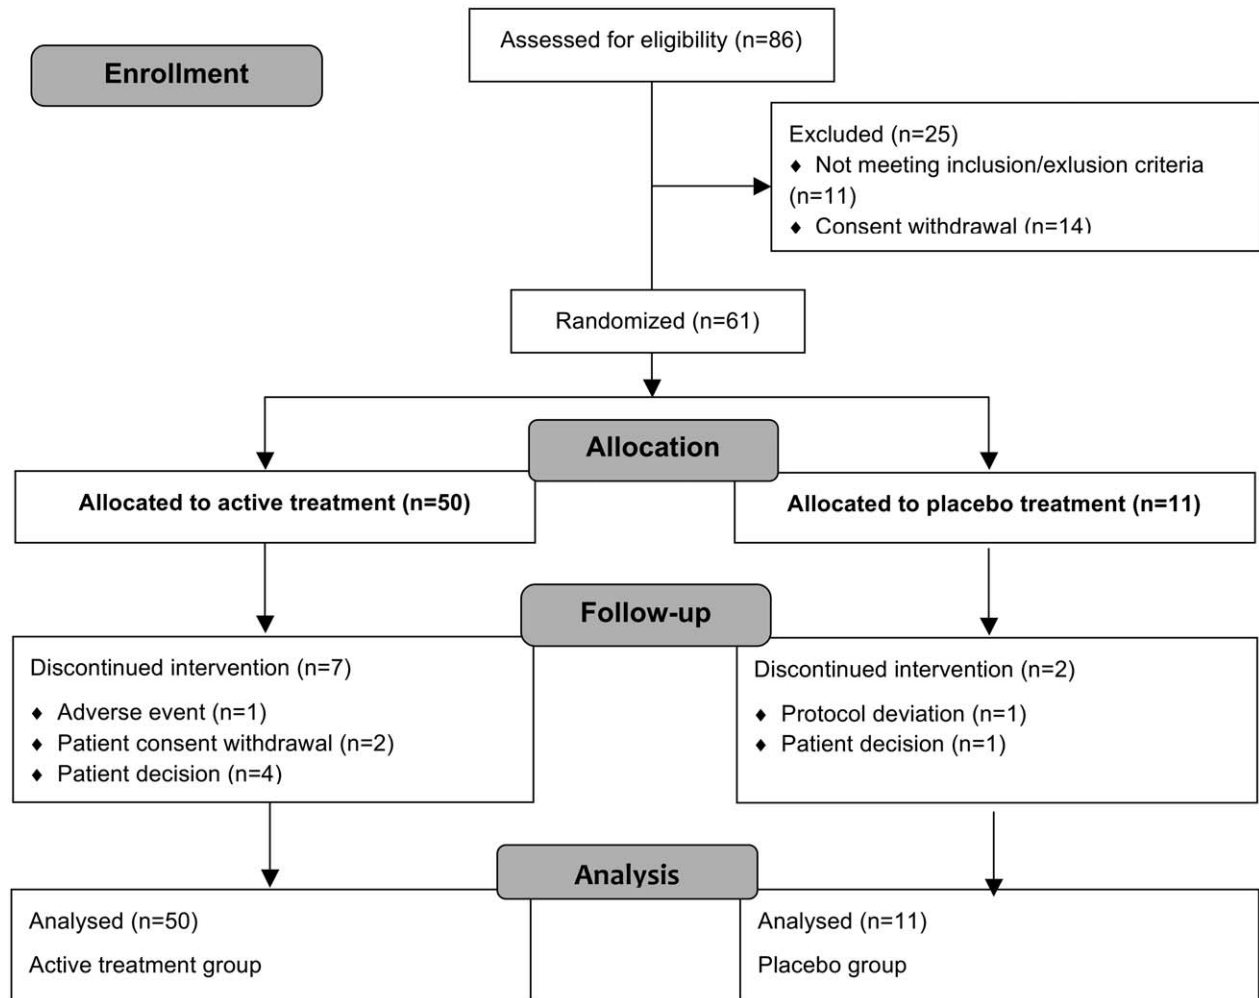 Assessed for eligibility (n=86)
Enrollment
Excluded (n=25)
♦ Not meeting inclusion/exlusion criteria
(n=11)
♦ Consent withdrawal (n=14)
Randomized (n=61)
Allocation
Allocated to active treatment (n=50)
Allocated to placebo treatment (n=11)
Follow-up
Discontinued intervention (n=7)
♦ Adverse event (n=1)
♦ Patient consent withdrawal (n=2)
♦ Patient decision (n=4)
Discontinued intervention (n=2)
♦ Protocol deviation (n=1)
♦ Patient decision (n=1)
Analysis
Analysed (n=50)
Active treatment group
Analysed (n=11)
Placebo group